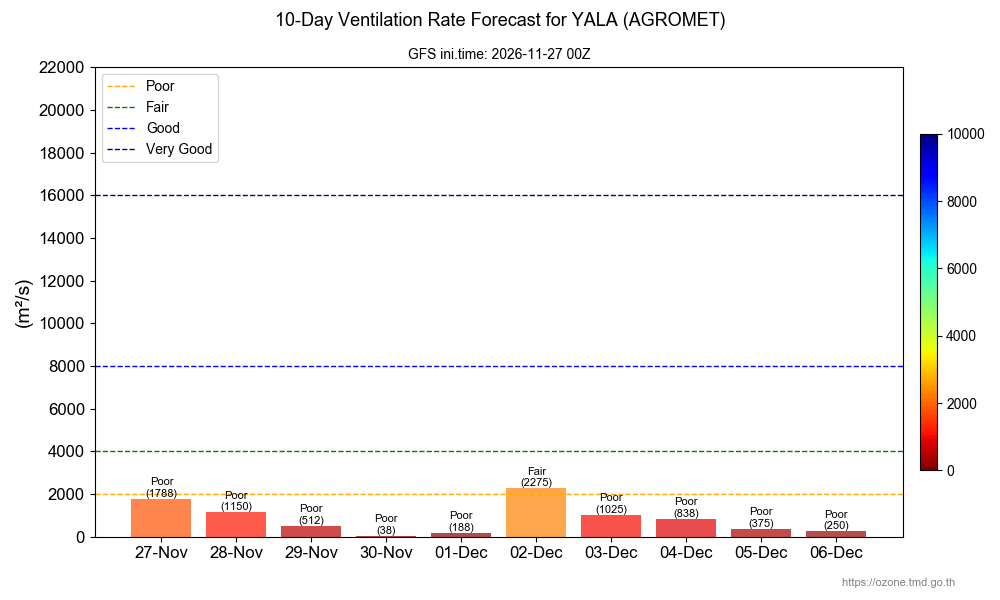 10-Day Ventilation Rate Forecast for YALA (AGROMET)
GFS ini.time: 2026-11-27 00Z
(m²/s)
22000
20000
18000
16000
14000
12000
10000
8000
6000
4000
2000
0
Poor
Fair
Good
Very Good
Poor
(1788)
Poor
(1150)
Poor
(512)
Poor
(38)
Poor
(188)
Fair
(2275)
Poor
(1025)
Poor
(838)
Poor
(375)
Poor
(250)
27-Nov 28-Nov 29-Nov 30-Nov 01-Dec 02-Dec 03-Dec 04-Dec 05-Dec 06-Dec
10000
8000
6000
4000
2000
0
https://ozone.tmd.go.th